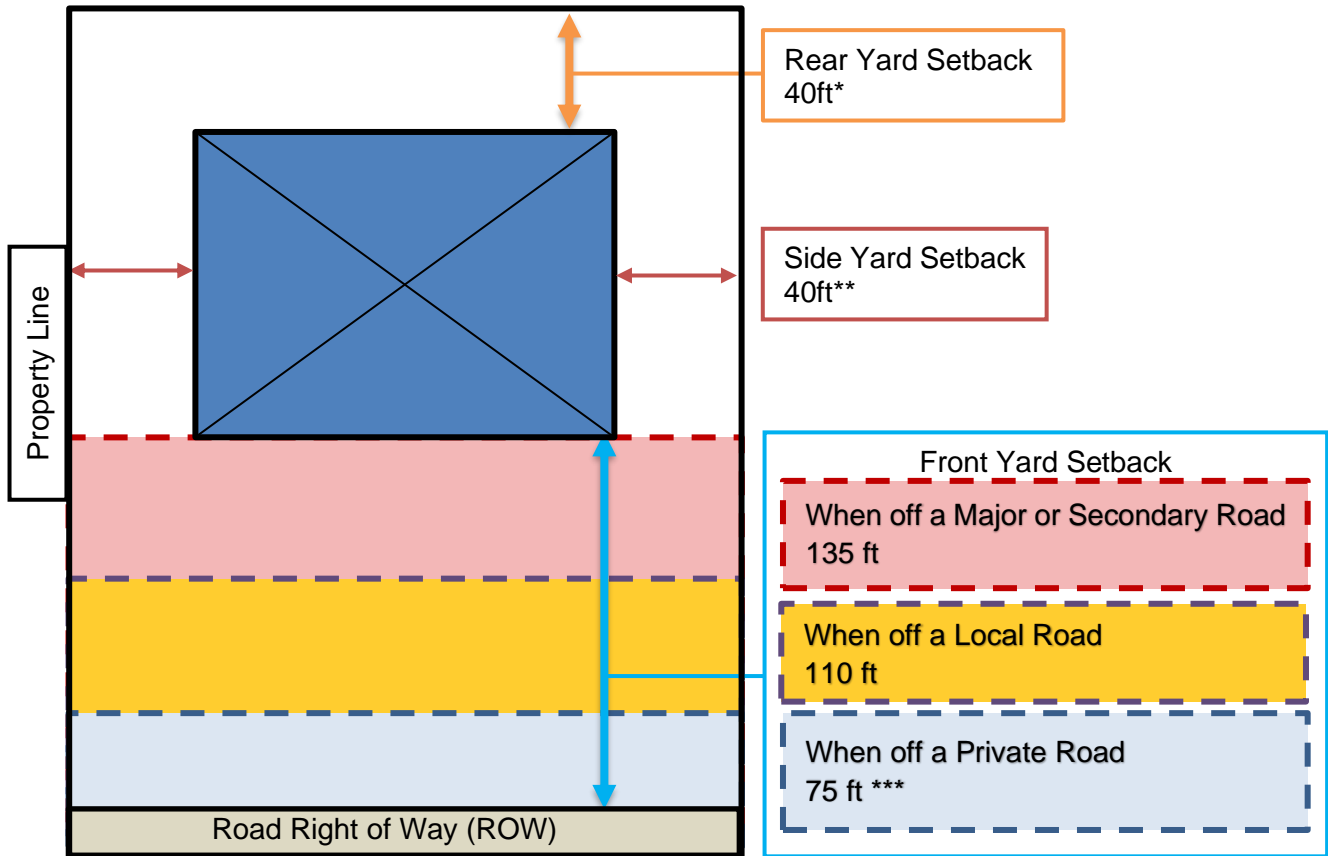 Rear Yard Setback
40ft*
Side Yard Setback
40ft**
Property Line
Front Yard Setback
When off a Major or Secondary Road
135 ft
When off a Local Road
110 ft
When off a Private Road
75 ft ***
Road Right of Way (ROW)